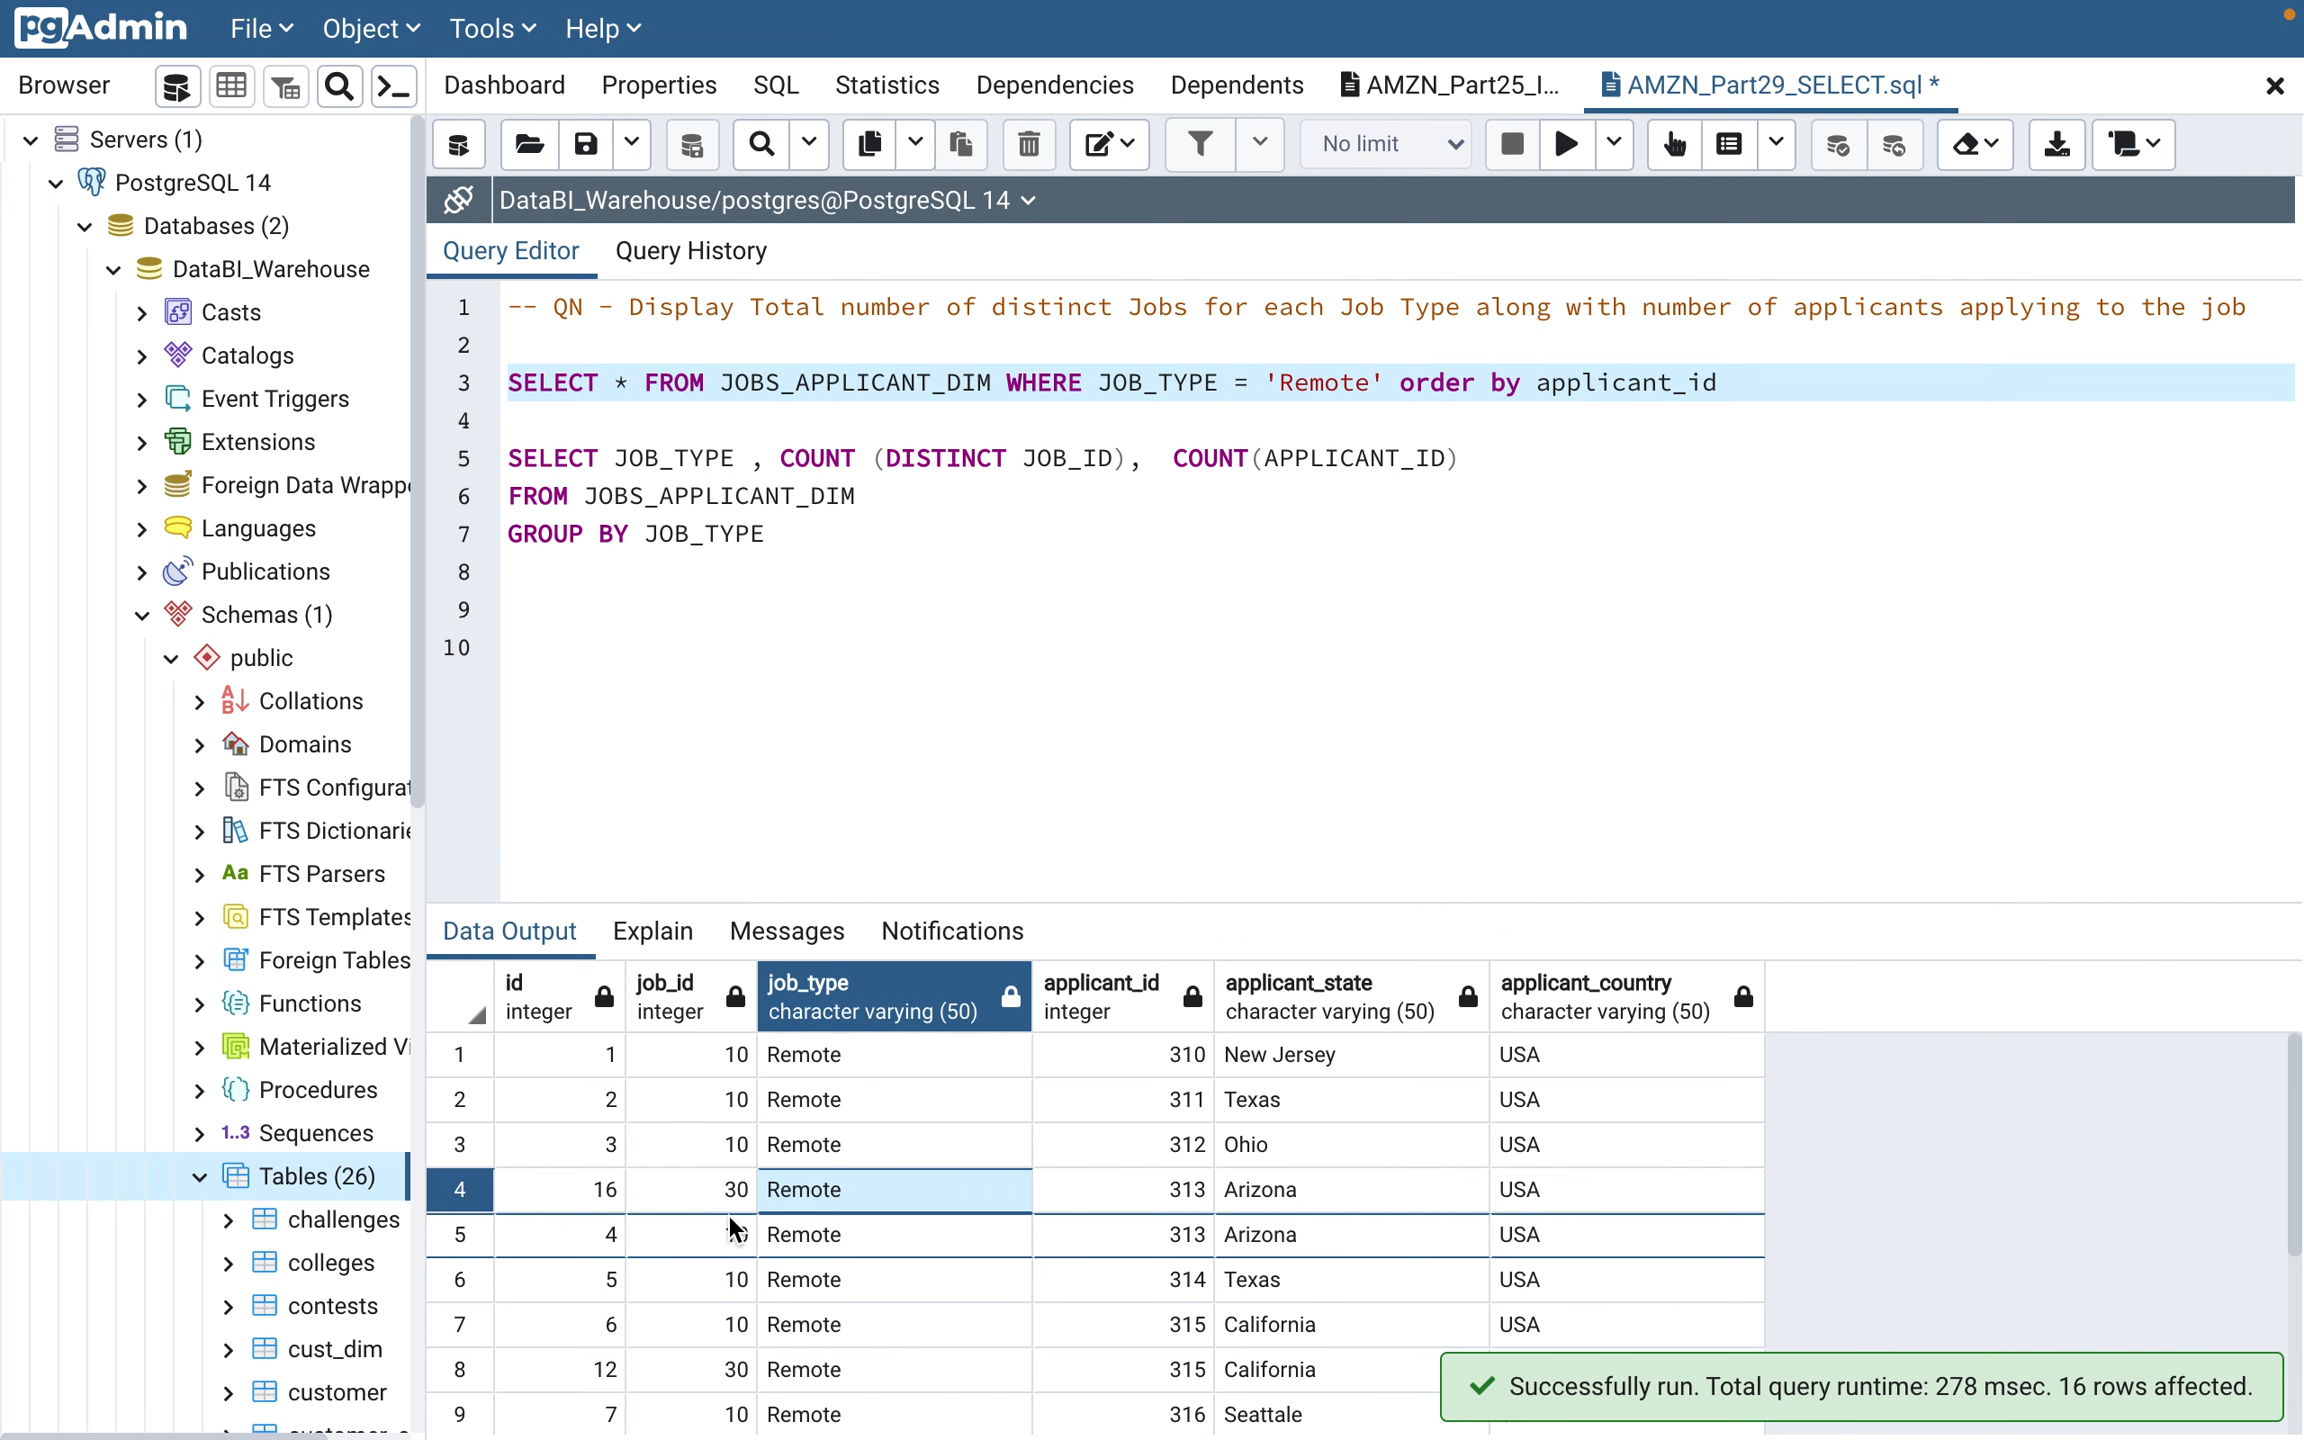 pgAdmin File Object Tools Help
Browser Dashboard Properties SQL Statistics Dependencies Dependents AMZN_Part25_I... AMZN_Part29_SELECT.sql *
Servers (1) No limit
PostgreSQL 14 DataBI_Warehouse/postgres@PostgreSQL 14
Databases (2) Query Editor Query History
DataBI_Warehouse
Casts
Catalogs
Event Triggers
Extensions
Foreign Data Wrappe
Languages
Publications
Schemas (1)
public
Collations
Domains
FTS Configurat
FTS Dictionarie
Aa FTS Parsers
FTS Templates
Foreign Tables
Functions
Materialized Vi
Procedures
1..3 Sequences
Tables (26)
challenges
colleges
contests
cust_dim
customer
1 -- QN - Display Total number of distinct Jobs for each Job Type along with number of applicants applying to the job
2
3 SELECT * FROM JOBS_APPLICANT_DIM WHERE JOB_TYPE = 'Remote' order by applicant_id
4
5 SELECT JOB_TYPE , COUNT (DISTINCT JOB_ID), COUNT(APPLICANT_ID)
6 FROM JOBS_APPLICANT_DIM
7 GROUP BY JOB_TYPE
8
9
10
Data Output Explain Messages Notifications
id job_id job_type applicant_id applicant_state applicant_country
integer integer character varying (50) integer character varying (50) character varying (50)
1 1 10 Remote 310 New Jersey USA
2 2 10 Remote 311 Texas USA
3 3 10 Remote 312 Ohio USA
4 16 30 Remote 313 Arizona USA
5 4 Remote 313 Arizona USA
6 5 10 Remote 314 Texas USA
7 6 10 Remote 315 California USA
8 12 30 Remote 315 California
9 7 10 Remote 316 Seattale
Successfully run. Total query runtime: 278 msec. 16 rows affected.